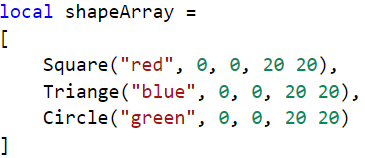 local shapeArray =
[
    Square("red", 0, 0, 20 20),
    Triange("blue", 0, 0, 20 20),
    Circle("green", 0, 0, 20 20)
]